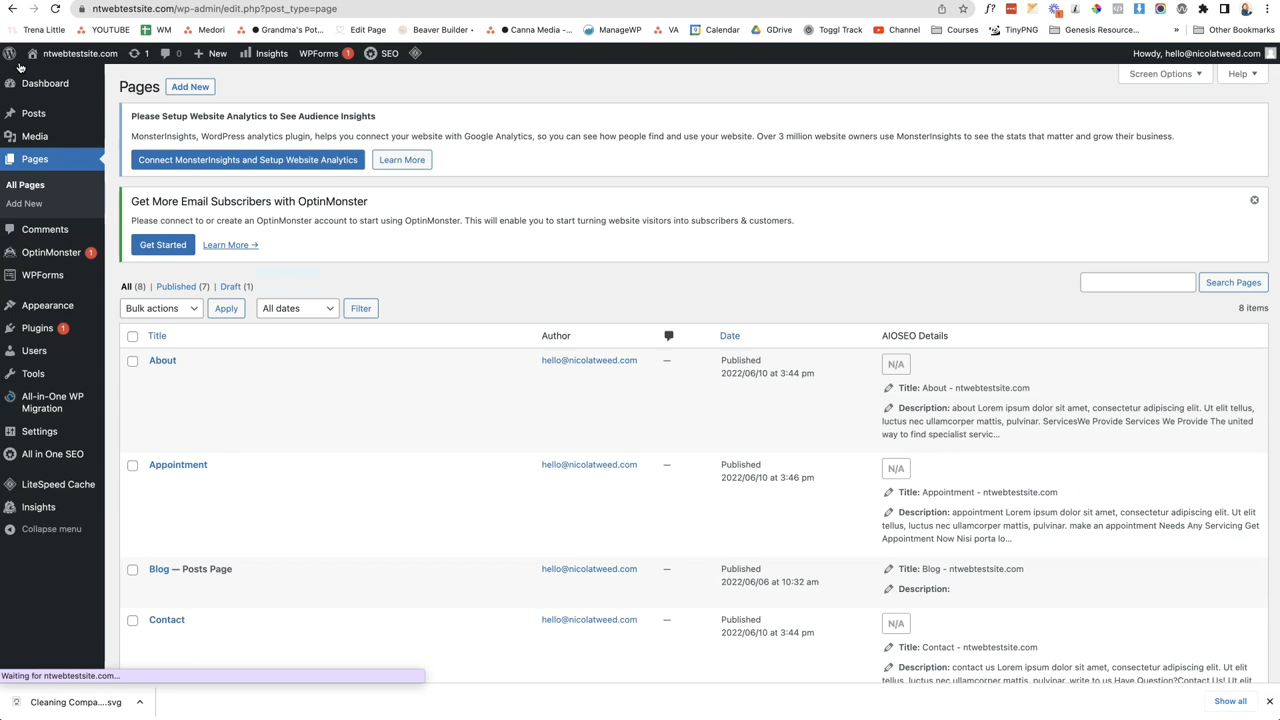 ntwebtestsite.com/wp-admin/edit.php?post_type=page
Trena Little
YOUTUBE
WM
Medori
Grandma's Pot...
Edit Page
Beaver Builder •
Canna Media -...
ManageWP
VA
Calendar
GDrive
Toggl Track
Channel
Courses
TinyPNG
Genesis Resource...
»
Other Bookmarks
ntwebtestsite.com
1
0
+ New
Insights
WPForms 1
SEO
Howdy, hello@nicolatweed.com
Dashboard
Posts
Media
Pages
All Pages
Add New
Comments
OptinMonster 1
WPForms
Appearance
Plugins 1
Users
Tools
All-in-One WP
Migration
Settings
All in One SEO
LiteSpeed Cache
Insights
Collapse menu
Pages
Add New
Screen Options
Help
Please Setup Website Analytics to See Audience Insights
MonsterInsights, WordPress analytics plugin, helps you connect your website with Google Analytics, so you can see how people find and use your website. Over 3 million website owners use MonsterInsights to see the stats that matter and grow their business.
Connect MonsterInsights and Setup Website Analytics
Learn More
Get More Email Subscribers with OptinMonster
Please connect to or create an OptinMonster account to start using OptinMonster. This will enable you to start turning website visitors into subscribers & customers.
Get Started
Learn More →
All (8) | Published (7) | Draft (1)
Search Pages
Bulk actions
Apply
All dates
Filter
8 items
Title
Author
Date
AIOSEO Details
About
hello@nicolatweed.com
—
Published
2022/06/10 at 3:44 pm
N/A
Title: About - ntwebtestsite.com
Description: about Lorem ipsum dolor sit amet, consectetur adipiscing elit. Ut elit tellus,
luctus nec ullamcorper mattis, pulvinar. ServicesWe Provide Services We Provide The united
way to find specialist servic...
Appointment
hello@nicolatweed.com
—
Published
2022/06/10 at 3:46 pm
N/A
Title: Appointment - ntwebtestsite.com
Description: appointment Lorem ipsum dolor sit amet, consectetur adipiscing elit. Ut elit
tellus, luctus nec ullamcorper mattis, pulvinar. make an appointment Needs Any Servicing Get
Appointment Now Nisi porta lo...
Blog — Posts Page
hello@nicolatweed.com
Published
2022/06/06 at 10:32 am
Title: Blog - ntwebtestsite.com
Description:
Contact
hello@nicolatweed.com
—
Published
2022/06/10 at 3:44 pm
N/A
Title: Contact - ntwebtestsite.com
Description: contact us Lorem ipsum dolor sit amet, consectetur adipiscing elit. Ut elit
tellus, luctus nec ullamcorper mattis, pulvinar. write to us Have Question?Contact Us! Ut elit
Waiting for ntwebtestsite.com...
Cleaning Compa....svg
Show all